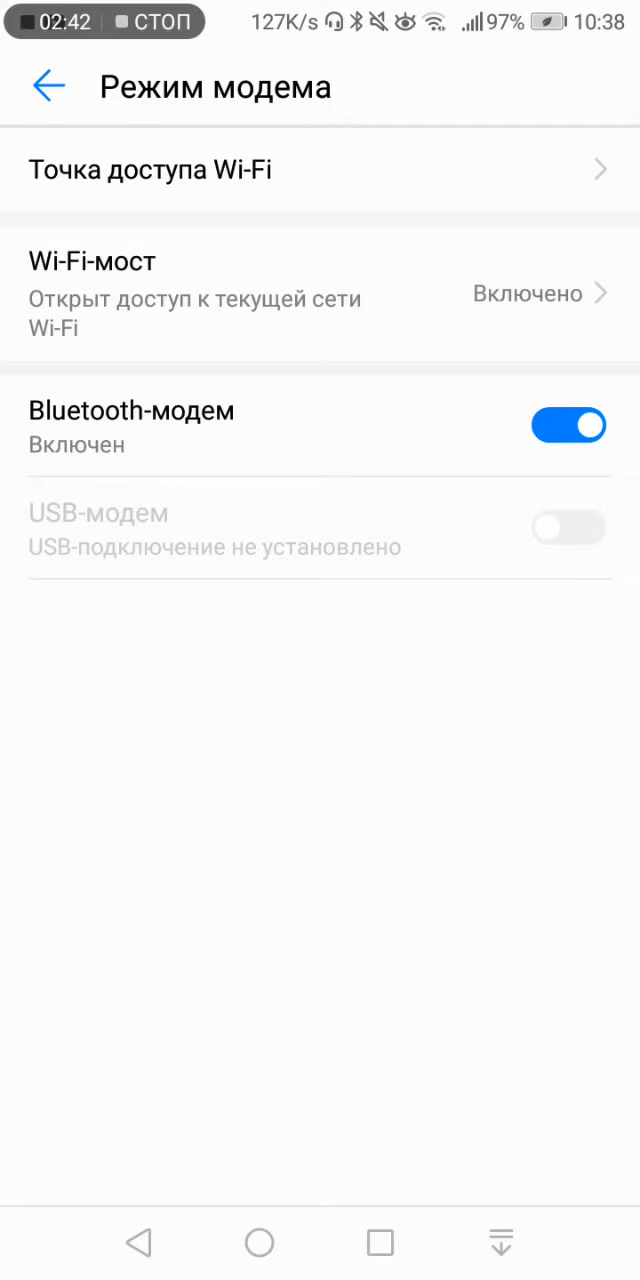 02:42 СТОП 127K/s 97% 10:38
Режим модема
Точка доступа Wi-Fi
Wi-Fi-мост
Открыт доступ к текущей сети
Wi-Fi
Включено
Bluetooth-модем
Включен
USB-модем
USB-подключение не установлено